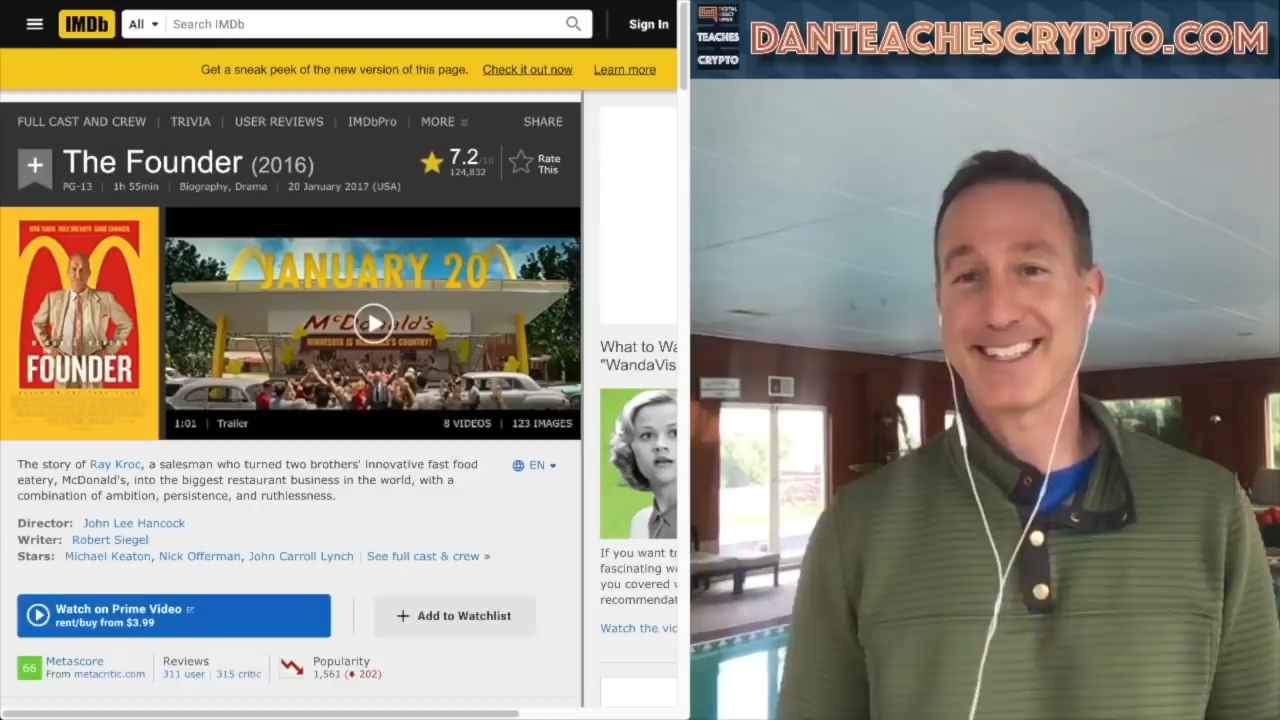 IMDb
All
Search IMDb
Sign In
Get a sneak peek of the new version of this page. Check it out now Learn more
FULL CAST AND CREW | TRIVIA | USER REVIEWS | IMDbPro | MORE
SHARE
+ The Founder (2016)
7.2/10
124,832
Rate
This
PG-13 | 1h 55min | Biography, Drama | 20 January 2017 (USA)
FOUNDER
JANUARY 20
McDonald's
1:01 | Trailer
8 VIDEOS | 123 IMAGES
The story of Ray Kroc, a salesman who turned two brothers' innovative fast food
eatery, McDonald's, into the biggest restaurant business in the world, with a
combination of ambition, persistence, and ruthlessness.
EN
Director: John Lee Hancock
Writer: Robert Siegel
Stars: Michael Keaton, Nick Offerman, John Carroll Lynch | See full cast & crew »
Watch on Prime Video
rent/buy from $3.99
+ Add to Watchlist
66
Metascore
From metacritic.com
Reviews
311 user | 315 critic
Popularity
1,561 (202)
What to Wa
"WandaVis
If you want to
fascinating wo
you covered
recommendat
Watch the vid
DIGITAL
ASSET
TEACHES
CRYPTO
DANTEACHESCRYPTO.COM